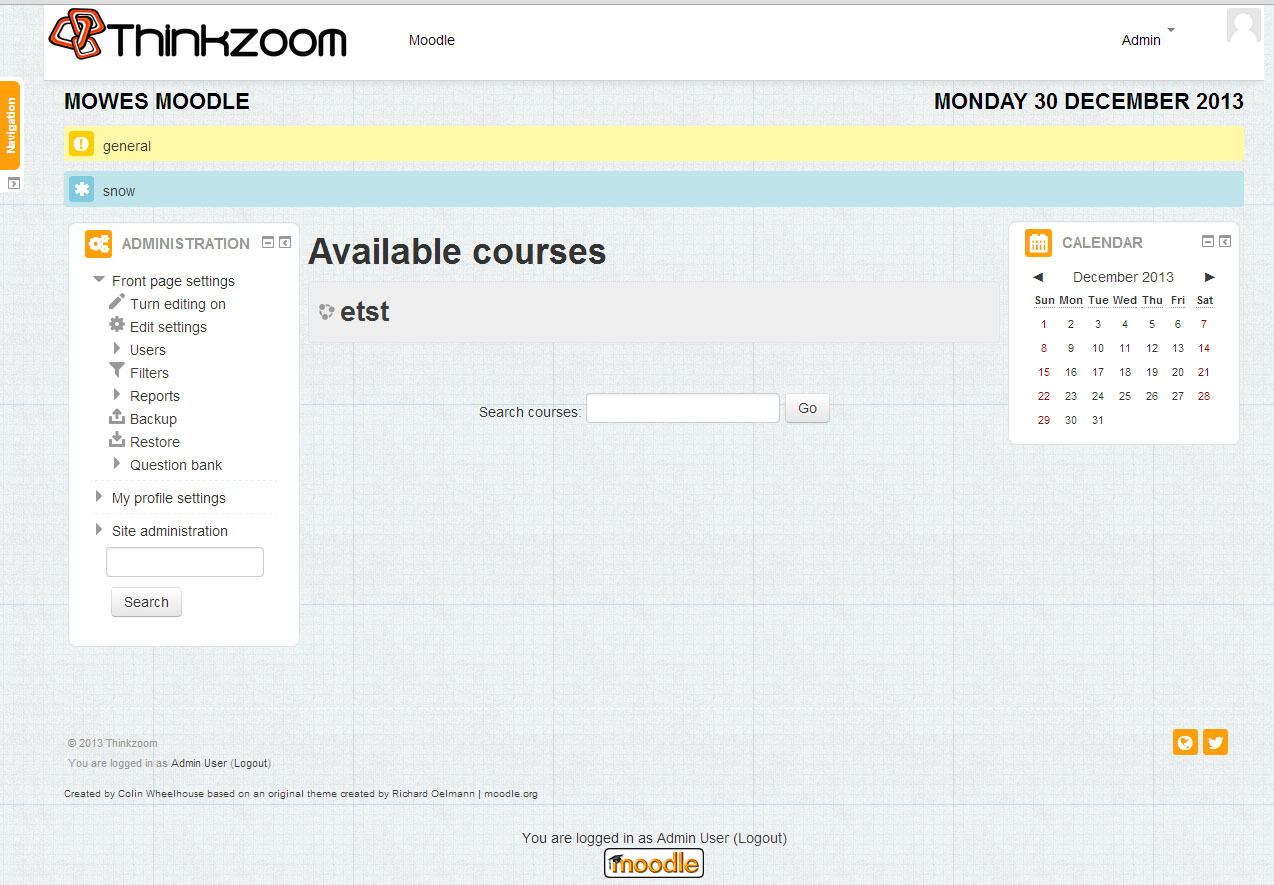 Thinkzoom
Moodle
Admin
Navigation
MOWES MOODLE
MONDAY 30 DECEMBER 2013
general
snow
ADMINISTRATION
Front page settings
Turn editing on
Edit settings
Users
Filters
Reports
Backup
Restore
Question bank
My profile settings
Site administration
Search
Available courses
etst
Search courses:
Go
CALENDAR
◄ December 2013 ►
Sun Mon Tue Wed Thu Fri Sat
1 2 3 4 5 6 7
8 9 10 11 12 13 14
15 16 17 18 19 20 21
22 23 24 25 26 27 28
29 30 31
© 2013 Thinkzoom
You are logged in as Admin User (Logout)
Created by Colin Wheelhouse based on an original theme created by Richard Oelmann | moodle.org
You are logged in as Admin User (Logout)
moodle